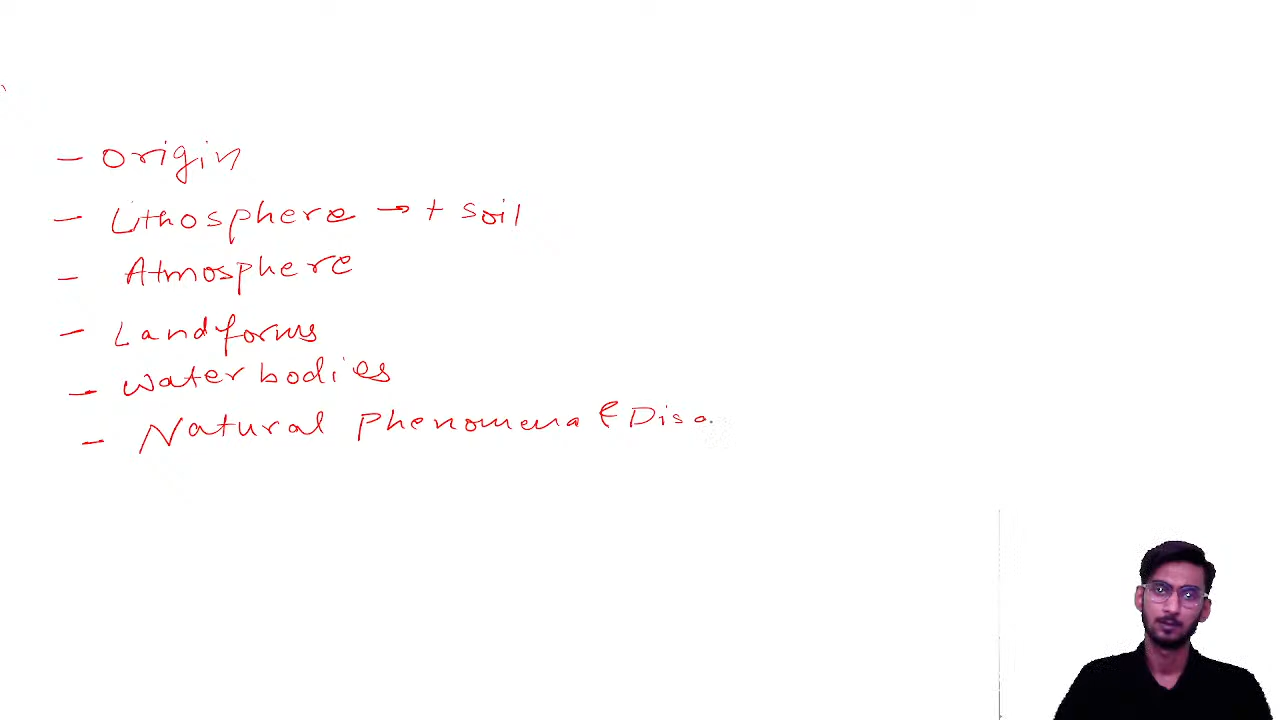 - Origin
- Lithosphere → + Soil
- Atmosphere
- Landforms
- Water bodies
- Natural Phenomena & Disa